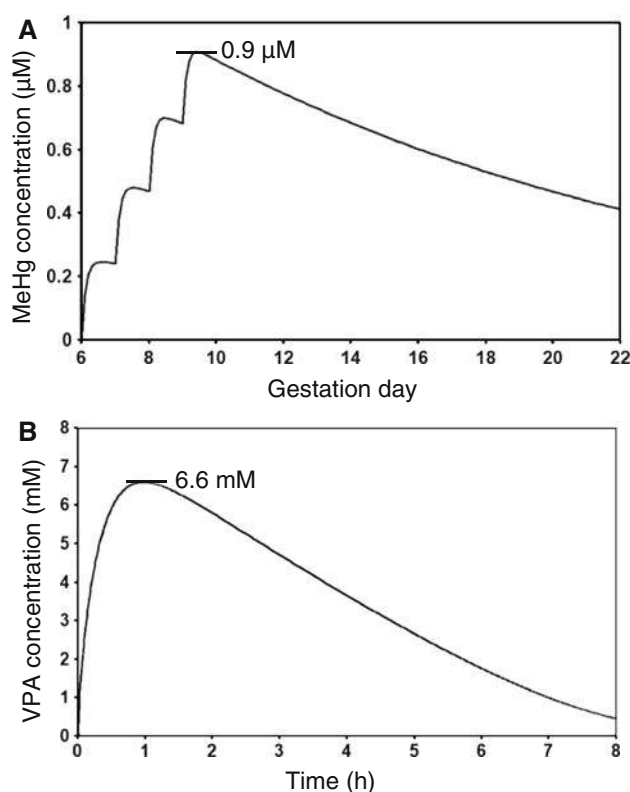 A
MeHg concentration (µM)
1
0.8
0.6
0.4
0.2
0
0.9 µM
6 8 10 12 14 16 18 20 22
Gestation day
B
VPA concentration (mM)
8
7
6
5
4
3
2
1
0
6.6 mM
0 1 2 3 4 5 6 7 8
Time (h)